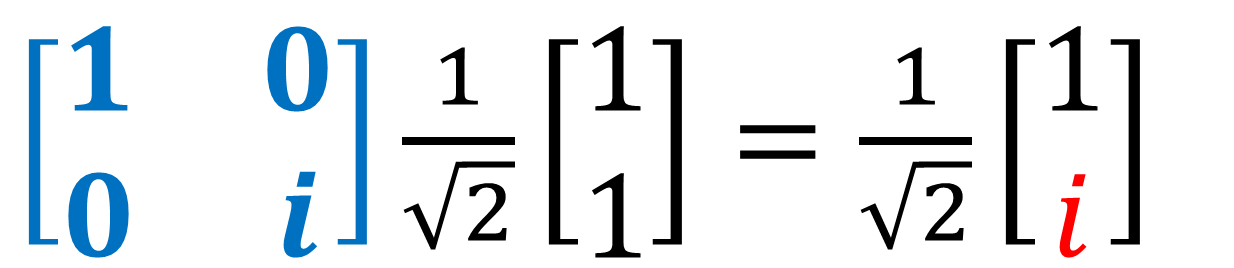 [1 0; 0 i] 1/√2 [1; 1] = 1/√2 [1; i]